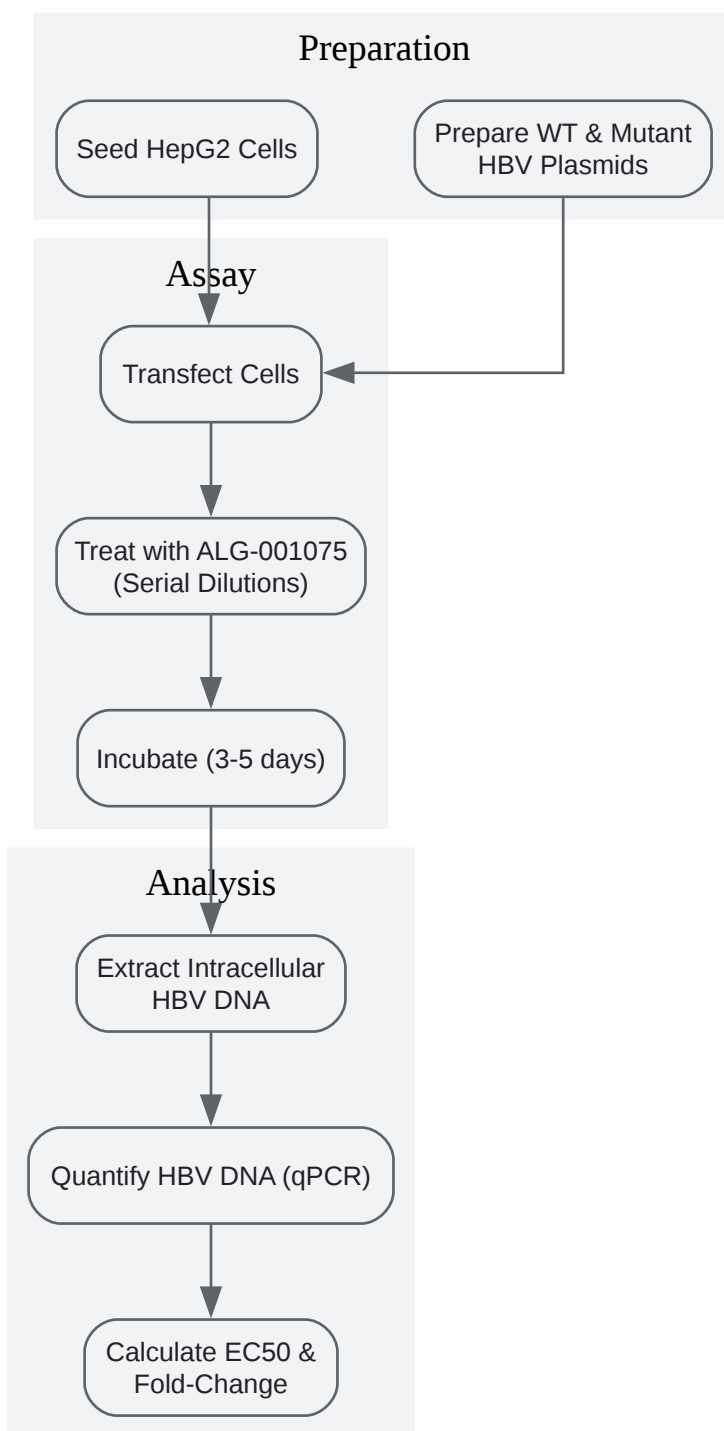 Preparation
Seed HepG2 Cells
Prepare WT & Mutant
HBV Plasmids
Assay
Transfect Cells
Treat with ALG-001075
(Serial Dilutions)
Incubate (3-5 days)
Analysis
Extract Intracellular
HBV DNA
Quantify HBV DNA (qPCR)
Calculate EC50 &
Fold-Change